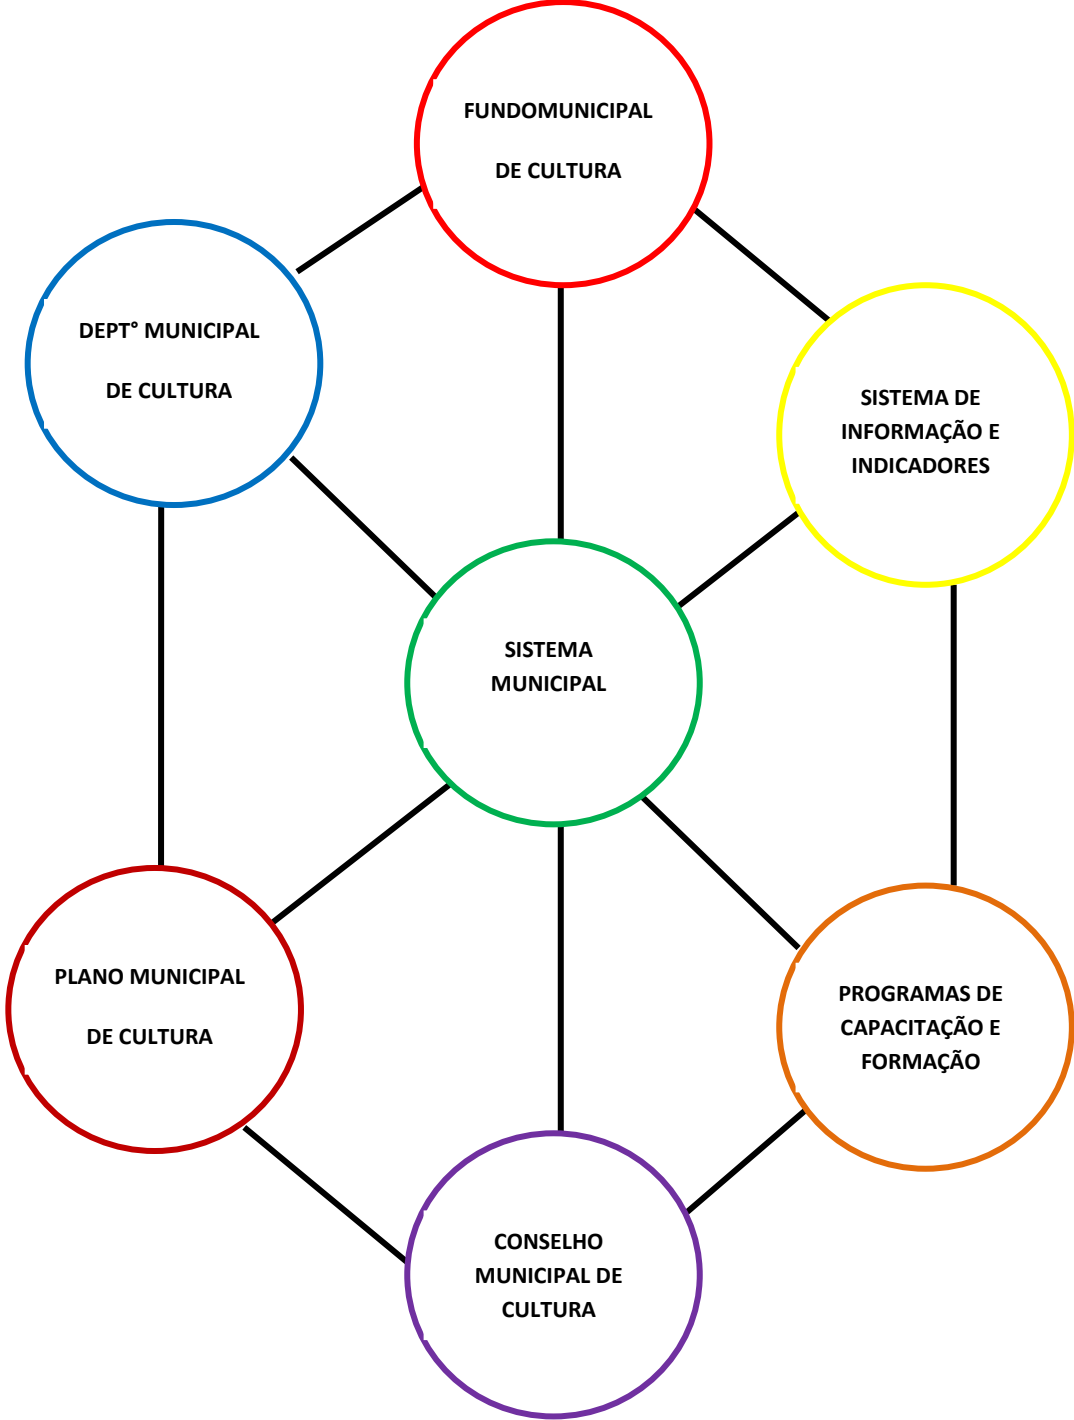 FUNDOMUNICIPAL
DE CULTURA
DEPT° MUNICIPAL
DE CULTURA
SISTEMA DE
INFORMAÇÃO E
INDICADORES
SISTEMA
MUNICIPAL
PLANO MUNICIPAL
DE CULTURA
PROGRAMAS DE
CAPACITAÇÃO E
FORMAÇÃO
CONSELHO
MUNICIPAL DE
CULTURA